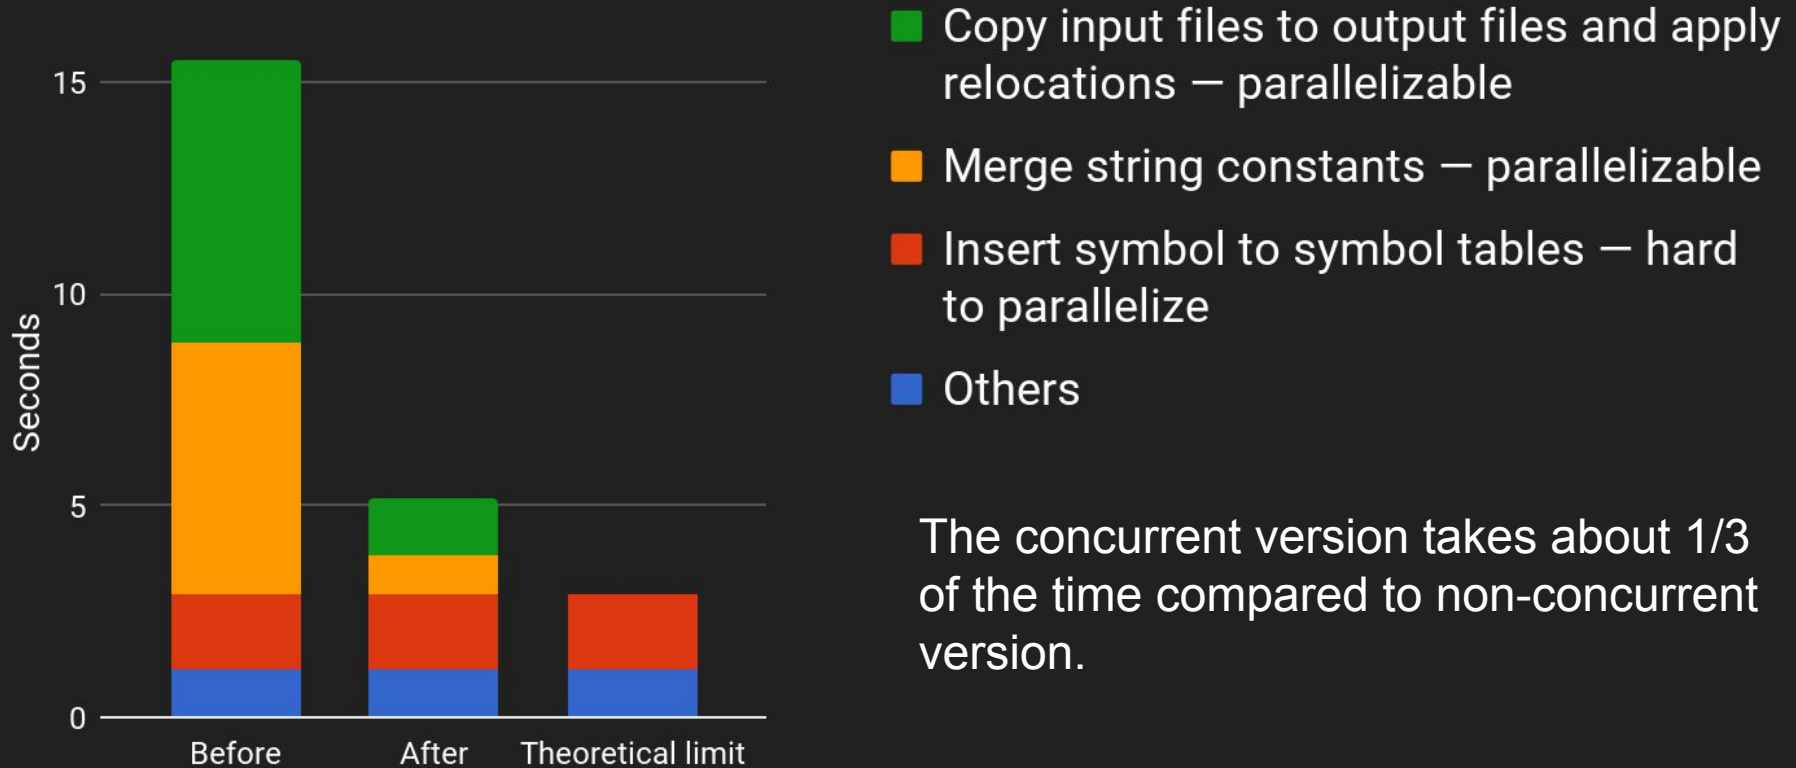 Seconds
15
10
5
0
Before
After
Theoretical limit
Copy input files to output files and apply
relocations — parallelizable
Merge string constants — parallelizable
Insert symbol to symbol tables — hard
to parallelize
Others
The concurrent version takes about 1/3
of the time compared to non-concurrent
version.